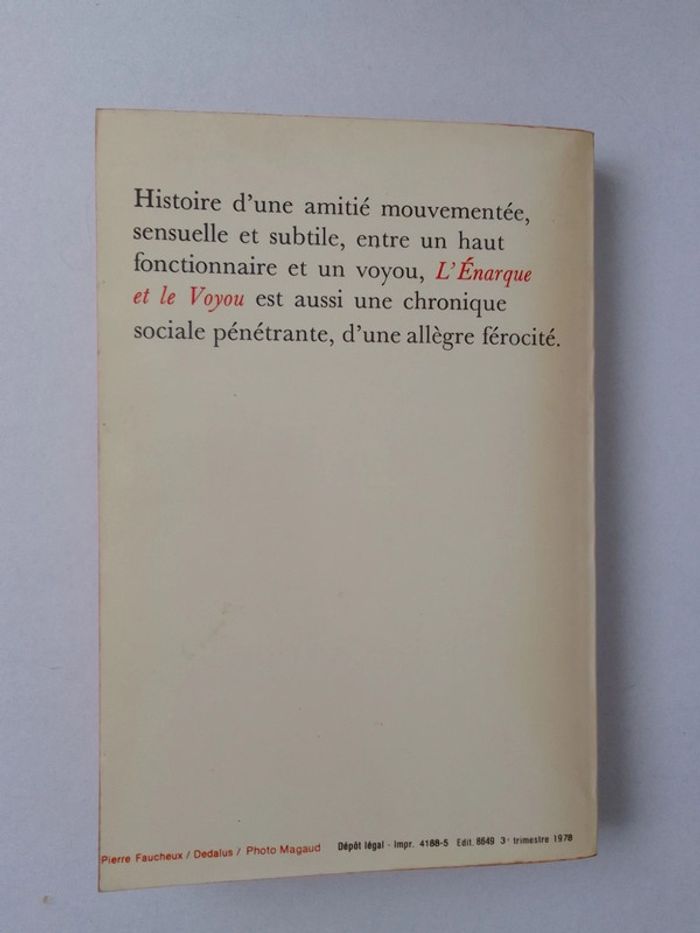 Histoire d'une amitié mouvementée,
sensuelle et subtile, entre un haut
fonctionnaire et un voyou, L'Énarque
et le Voyou est aussi une chronique
sociale pénétrante, d'une allègre férocité.
Pierre Faucheux / Dedalus / Photo Magaud Dépôt légal - Impr. 4188-5 Edit. 8649 3e trimestre 1978